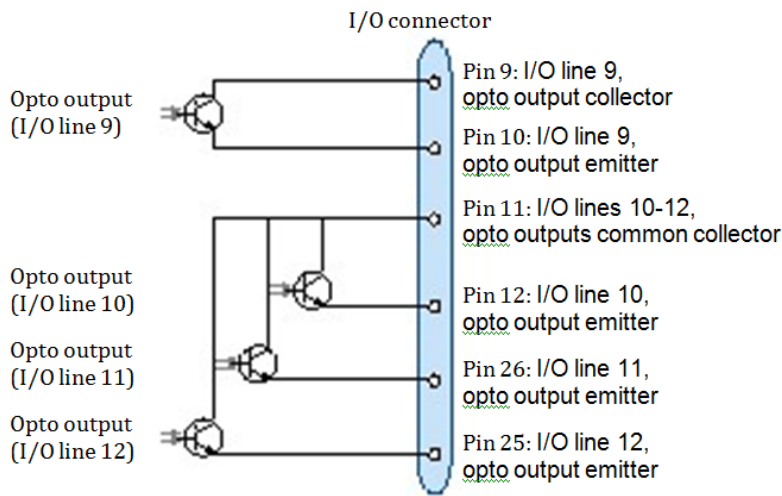 I/O connector
Opto output
(I/O line 9)
Pin 9: I/O line 9,
opto output collector
Pin 10: I/O line 9,
opto output emitter
Pin 11: I/O lines 10-12,
opto outputs common collector
Opto output
(I/O line 10)
Pin 12: I/O line 10,
opto output emitter
Opto output
(I/O line 11)
Pin 26: I/O line 11,
opto output emitter
Opto output
(I/O line 12)
Pin 25: I/O line 12,
opto output emitter